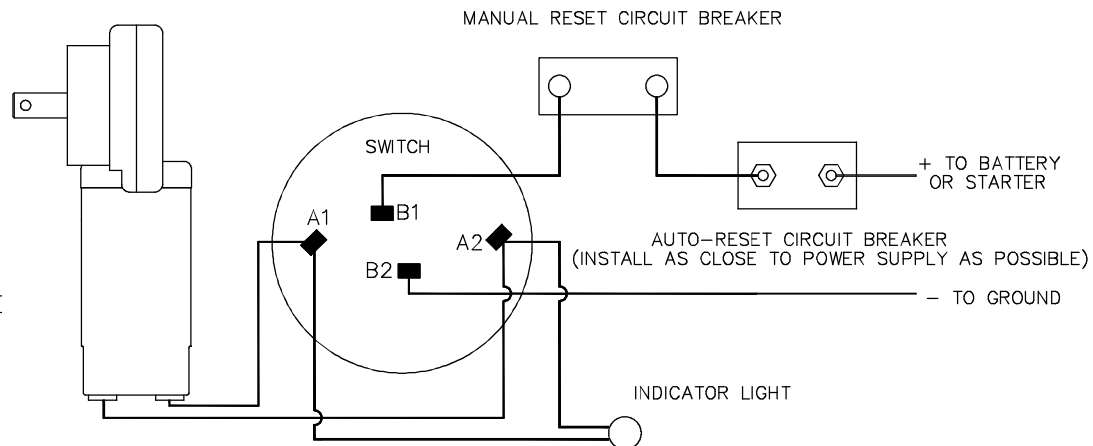 MANUAL RESET CIRCUIT BREAKER
SWITCH
+ TO BATTERY
OR STARTER
B1
A1
A2
B2
AUTO-RESET CIRCUIT BREAKER
(INSTALL AS CLOSE TO POWER SUPPLY AS POSSIBLE)
- TO GROUND
INDICATOR LIGHT